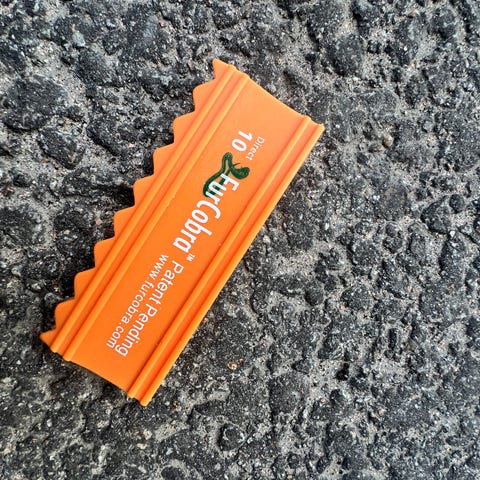 Direct
10
FurCobra™
Patent Pending
www.furcobra.com